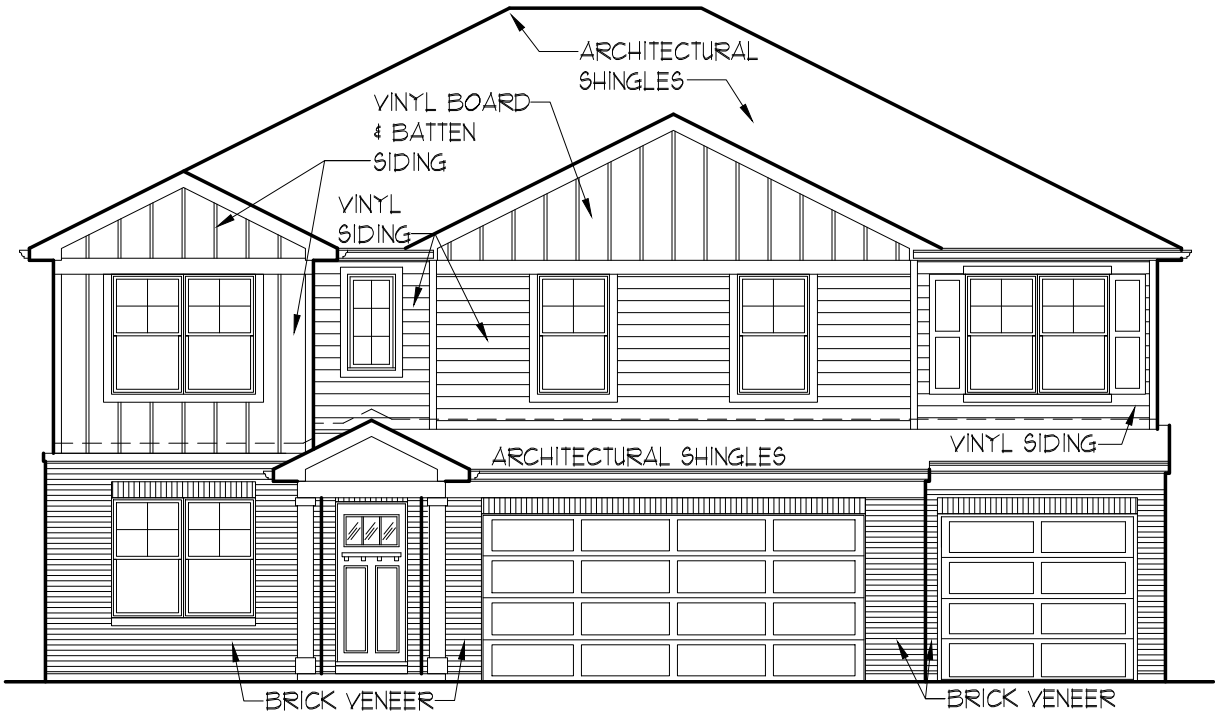 ARCHITECTURAL
SHINGLES
VINYL BOARD
& BATTEN
SIDING
VINYL
SIDING
ARCHITECTURAL SHINGLES
VINYL SIDING
BRICK VENEER
BRICK VENEER